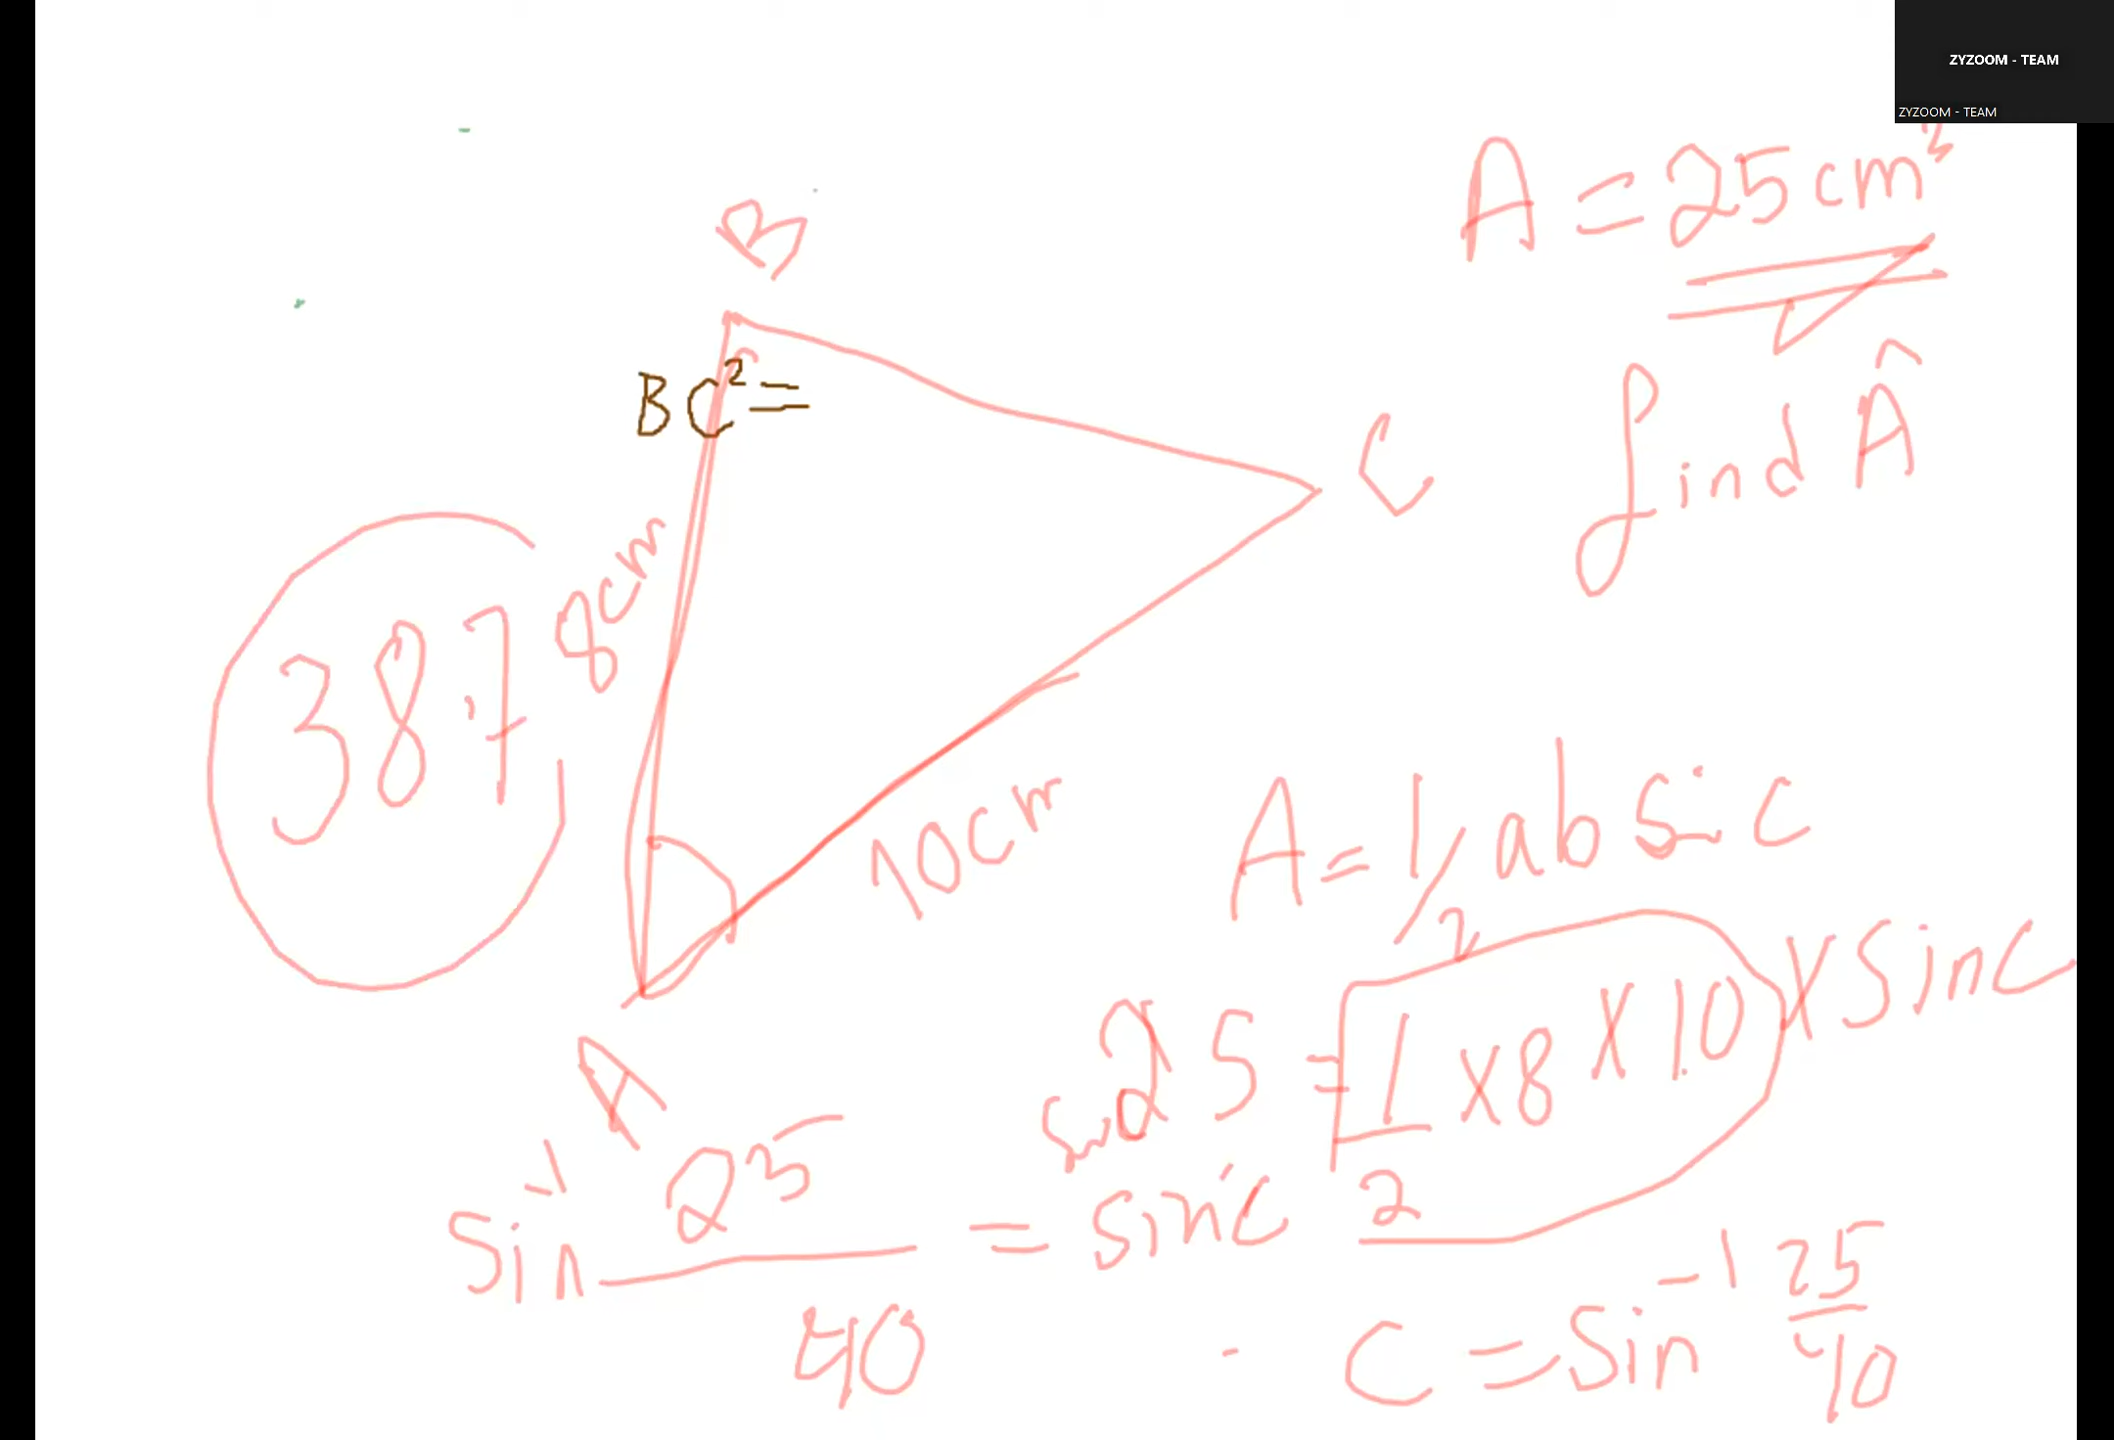 ZYZOOM - TEAM
ZYZOOM - TEAM
A = 25 cm²
B
BC² =
C
find Â
8cm
38.7
10cm
A = 1/2 ab Sin c
A
25 = 1/2 x 8 x 10 x Sin C
Sin⁻¹ 25/40 = sin c
C = Sin⁻¹ 25/40